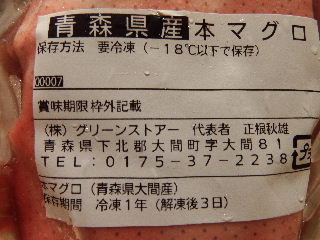 青森県産本マグロ
保存方法 要冷凍(－18℃以下で保存)
00007
賞味期限枠外記載
(株)グリーンストアー 代表者 正根秋雄
青森県下北郡大間町字大間81
TEL:0175-37-2238
プラ
本マグロ(青森県大間産)
保存期間 冷凍1年(解凍後3日)